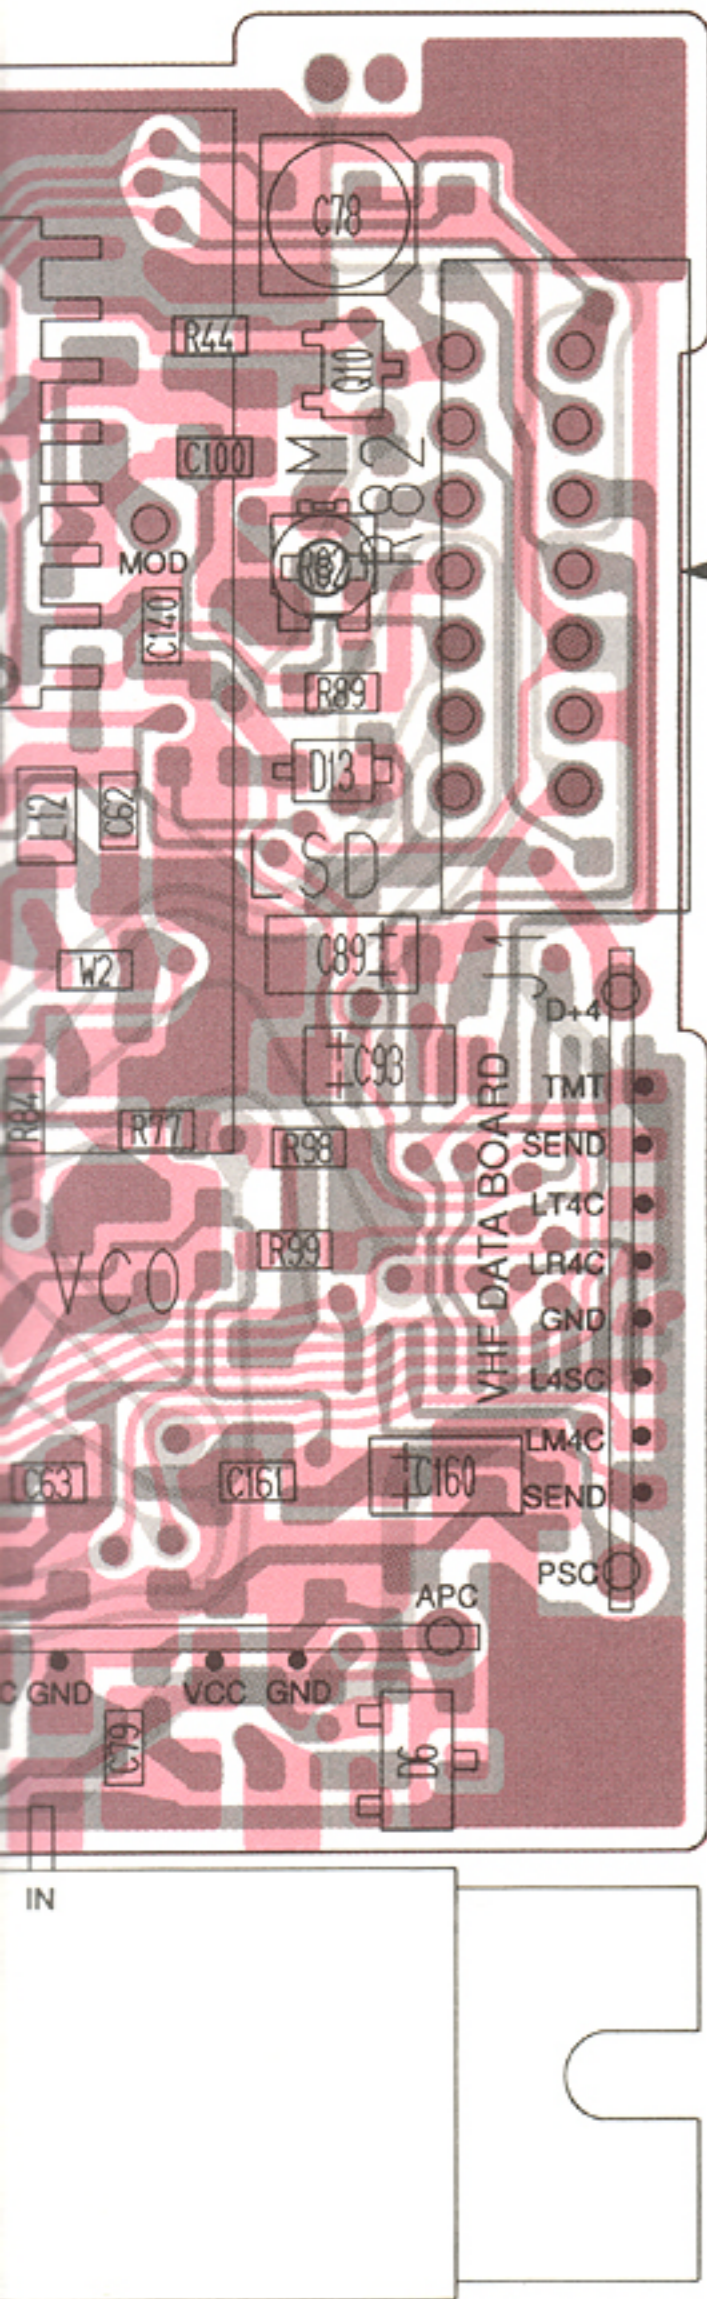 C78
R44
Q10
C100
M
R82
MOD
C140
R89
D13
L12
C62
LSD
C89
W2
J1
D+4
C93
TMT
R84
R77
R98
SEND
VHF DATA BOARD
LT4C
R99
LR4C
VCO
GND
L4SC
LM4C
C63
C161
C160
SEND
PSC
APC
C GND
VCC
GND
C79
D6
IN